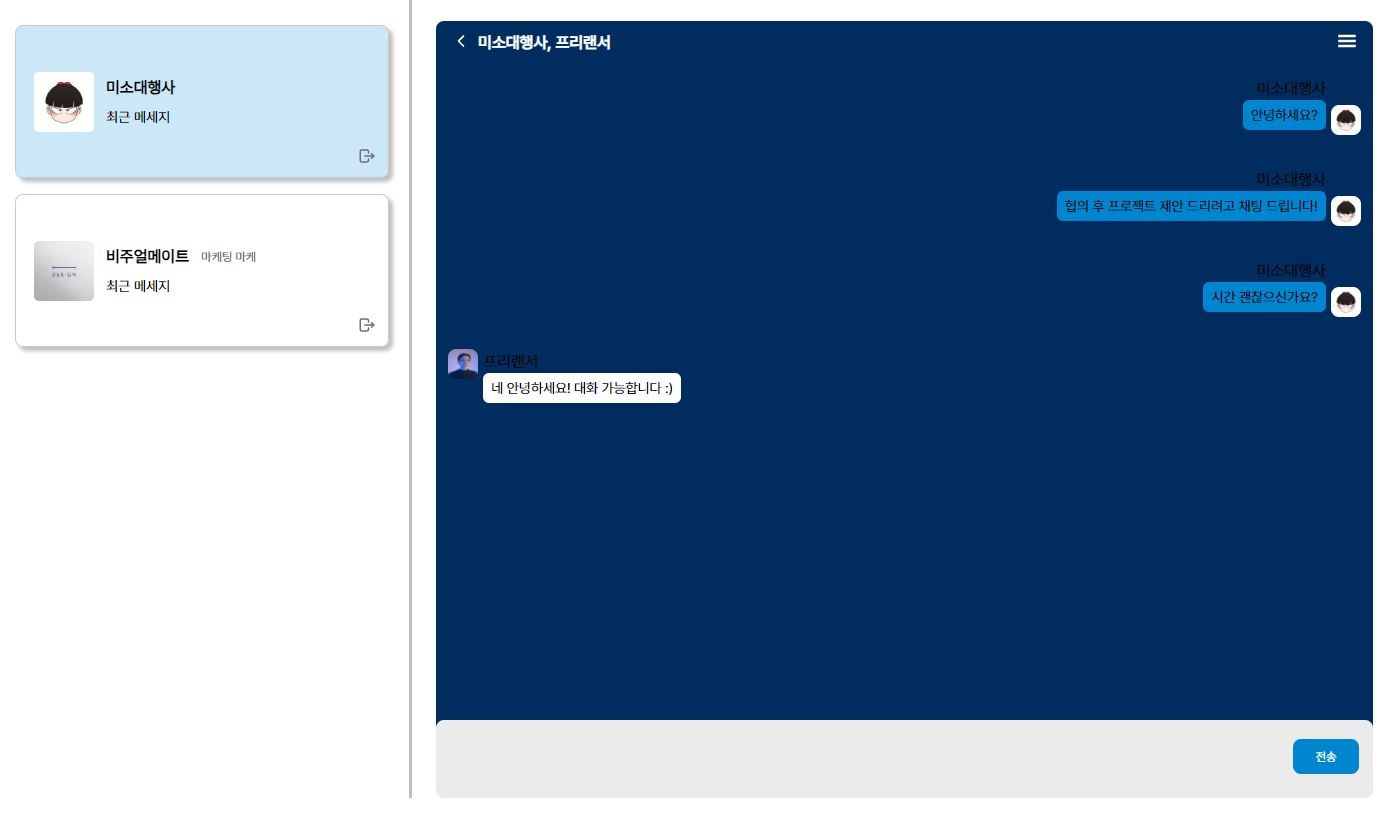 미소대행사
최근 메세지
DESIGN
비주얼메이트 마케팅 마케
최근 메세지
미소대행사, 프리랜서
미소대행사
안녕하세요?
미소대행사
협의 후 프로젝트 제안 드리려고 채팅 드립니다!
미소대행사
시간 괜찮으신가요?
프리랜서
네 안녕하세요! 대화 가능합니다 :)
전송